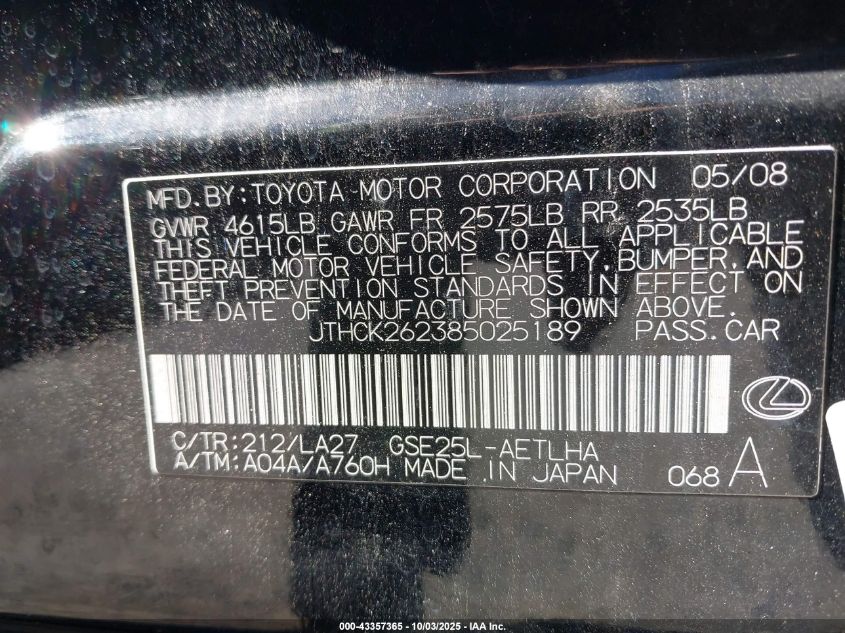 MFD.BY:TOYOTA MOTOR CORPORATION 05/08
GVWR 4615LB GAWR FR 2575LB RR 2535LB
THIS VEHICLE CONFORMS TO ALL APPLICABLE
FEDERAL MOTOR VEHICLE SAFETY, BUMPER, AND
THEFT PREVENTION STANDARDS IN EFFECT ON
THE DATE OF MANUFACTURE SHOWN ABOVE.
JTHCK262385025189 PASS.CAR
C/TR:212/LA27 GSE25L-AETLHA
A/TM:A04A/A760H MADE IN JAPAN 068 A
000-43357365 - 10/03/2025 - IAA Inc.